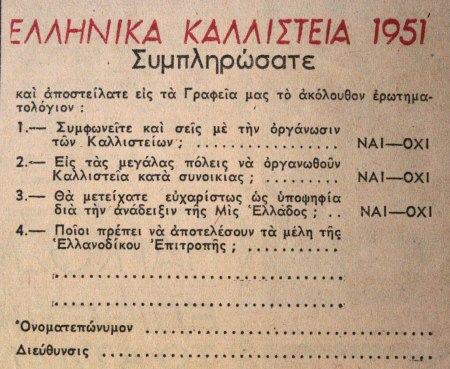 ΕΛΛΗΝΙΚΑ ΚΑΛΛΙΣΤΕΙΑ 1951
Συμπληρώσατε
καὶ ἀποστείλατε εἰς τὰ Γραφεῖα μας τὸ ἀκόλουθον ἐρωτημα-
τολόγιον :
1.— Συμφωνεῖτε καὶ σεῖς μὲ τὴν ὀργάνωσιν
τῶν Καλλιστείων ; .............. ΝΑΙ—ΟΧΙ
2.— Εἰς τὰς μεγάλας πόλεις νὰ ὀργανωθοῦν
Καλλιστεῖα κατὰ συνοικίας ; ....... ΝΑΙ—ΟΧΙ
3.— Θὰ μετείχατε εὐχαρίστως ὡς ὑποψηφία
διὰ τὴν ἀνάδειξιν τῆς Μὶς Ἑλλάδος ; .. ΝΑΙ—ΟΧΙ
4.— Ποῖοι πρέπει νὰ ἀποτελέσουν τὰ μέλη τῆς
Ἑλλανοδίκου Ἐπιτροπῆς ; ............
Ὀνοματεπώνυμον ..............................
Διεύθυνσις ..................................